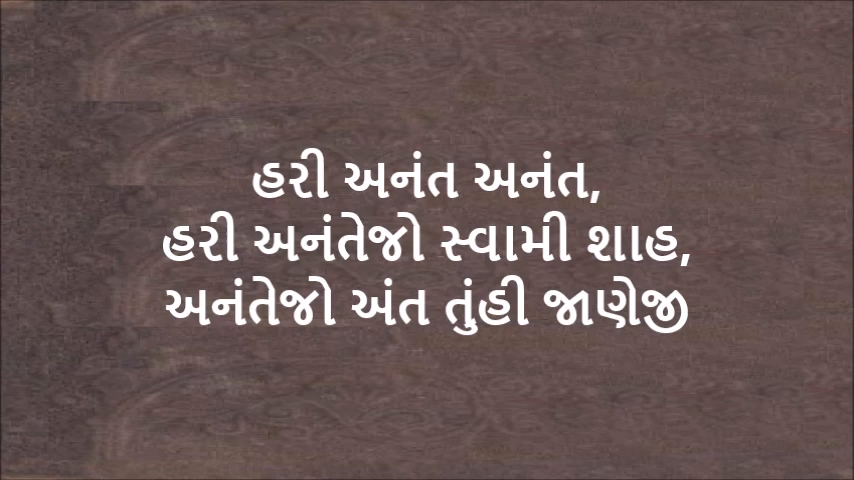 હરી અનંત અનંત,
હરી અનંતેજો સ્વામી શાહ,
અનંતેજો અંત તુંહી જાણેજી